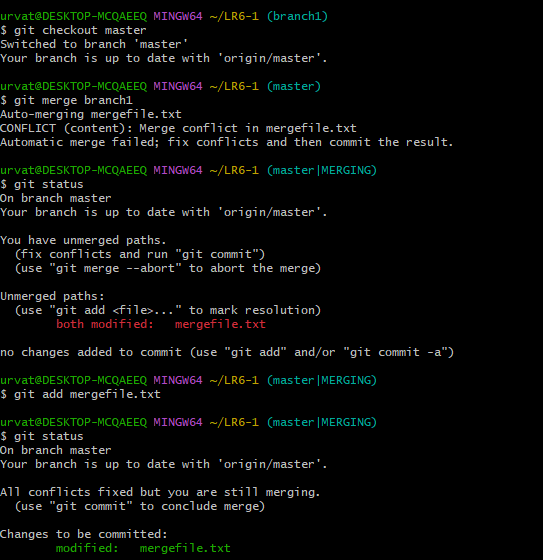 urvat@DESKTOP-MCQAEEQ MINGW64 ~/LR6-1 (branch1)
$ git checkout master
Switched to branch 'master'
Your branch is up to date with 'origin/master'.
urvat@DESKTOP-MCQAEEQ MINGW64 ~/LR6-1 (master)
$ git merge branch1
Auto-merging mergefile.txt
CONFLICT (content): Merge conflict in mergefile.txt
Automatic merge failed; fix conflicts and then commit the result.
urvat@DESKTOP-MCQAEEQ MINGW64 ~/LR6-1 (master|MERGING)
$ git status
On branch master
Your branch is up to date with 'origin/master'.
You have unmerged paths.
(fix conflicts and run "git commit")
(use "git merge --abort" to abort the merge)
Unmerged paths:
(use "git add <file>..." to mark resolution)
both modified:   mergefile.txt
no changes added to commit (use "git add" and/or "git commit -a")
urvat@DESKTOP-MCQAEEQ MINGW64 ~/LR6-1 (master|MERGING)
$ git add mergefile.txt
urvat@DESKTOP-MCQAEEQ MINGW64 ~/LR6-1 (master|MERGING)
$ git status
On branch master
Your branch is up to date with 'origin/master'.
All conflicts fixed but you are still merging.
(use "git commit" to conclude merge)
Changes to be committed:
modified:   mergefile.txt